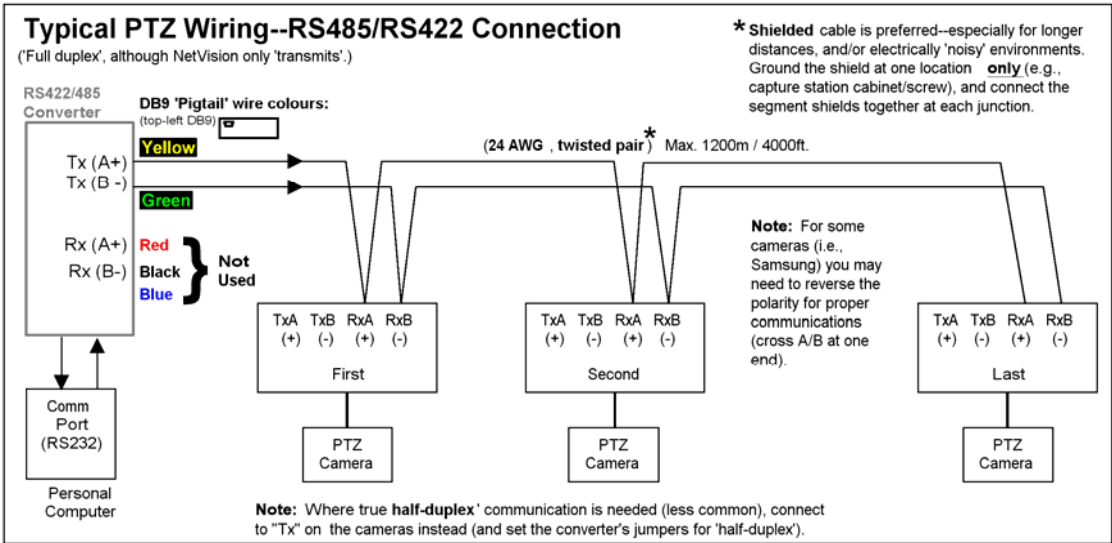 Typical PTZ Wiring--RS485/RS422 Connection
('Full duplex', although NetVision only 'transmits'.)
* Shielded cable is preferred--especially for longer
distances, and/or electrically 'noisy' environments.
Ground the shield at one location only (e.g.,
capture station cabinet/screw), and connect the
segment shields together at each junction.
RS422/485
Converter
DB9 'Pigtail' wire colours:
(top-left DB9)
Yellow
Tx (A+)
Tx (B -)
Green
Rx (A+) Red
Rx (B-) Black
Blue
} Not
Used
(24 AWG , twisted pair)* Max. 1200m / 4000ft.
Note: For some
cameras (i.e.,
Samsung) you may
need to reverse the
polarity for proper
communications
(cross A/B at one
end).
TxA TxB RxA RxB
(+) (-) (+) (-)
First
PTZ
Camera
TxA TxB RxA RxB
(+) (-) (+) (-)
Second
PTZ
Camera
TxA TxB RxA RxB
(+) (-) (+) (-)
Last
PTZ
Camera
Comm
Port
(RS232)
Personal
Computer
Note: Where true half-duplex' communication is needed (less common), connect
to "Tx" on the cameras instead (and set the converter's jumpers for 'half-duplex').